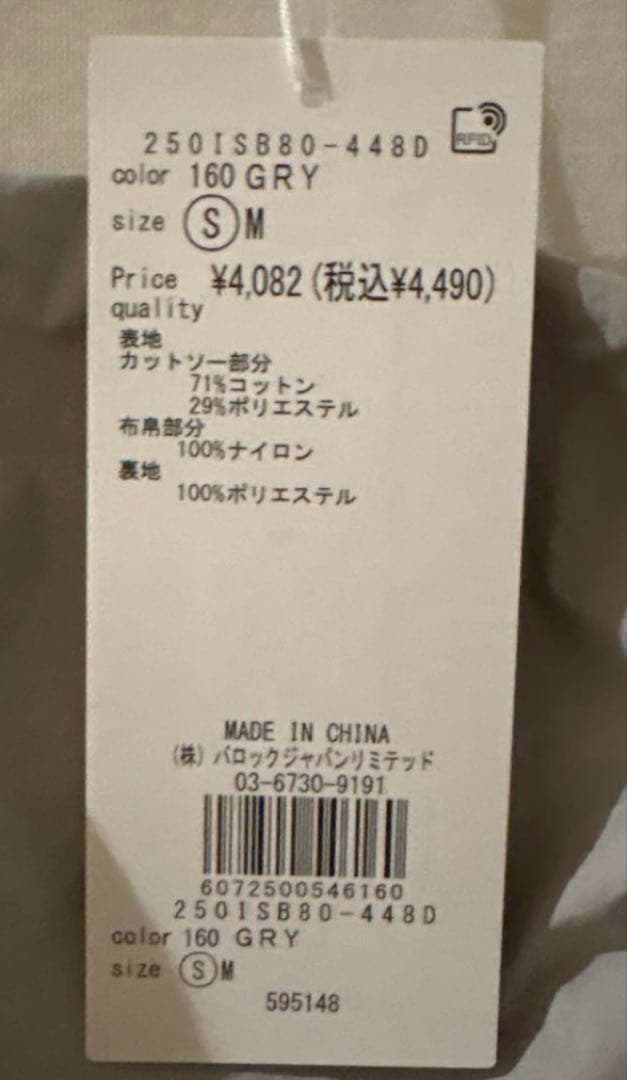 RFID
250ISB80-448D
color 160 GRY
size Ⓢ M
Price ¥4,082 (税込¥4,490)
quality
表地
カットソー部分
71%コットン
29%ポリエステル
布帛部分
100%ナイロン
裏地
100%ポリエステル
MADE IN CHINA
(株) バロックジャパンリミテッド
03-6730-9191
6072500546160
250ISB80-448D
color 160 GRY
size Ⓢ M
595148